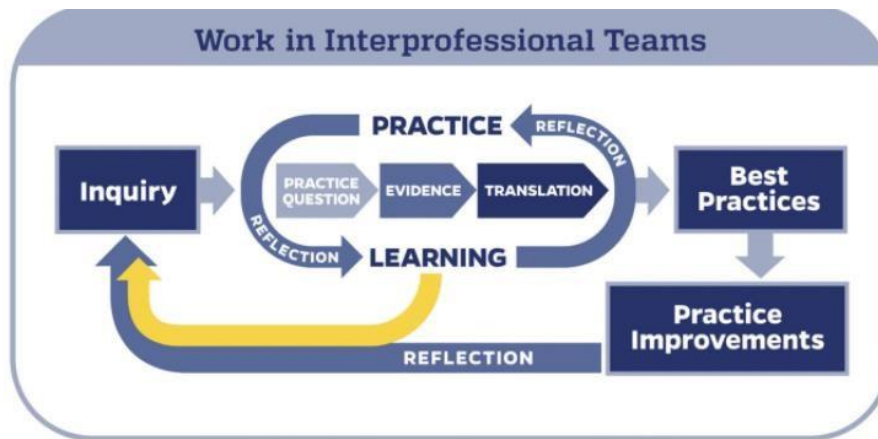 Work in Interprofessional Teams
PRACTICE
REFLECTION
Inquiry
PRACTICE
QUESTION
EVIDENCE
TRANSLATION
Best
Practices
REFLECTION
LEARNING
Practice
Improvements
REFLECTION